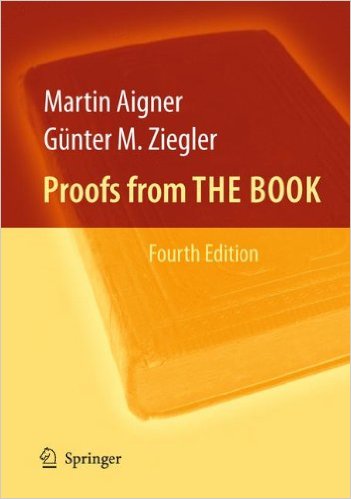 Martin Aigner
Günter M. Ziegler
Proofs from THE BOOK
Fourth Edition
Springer